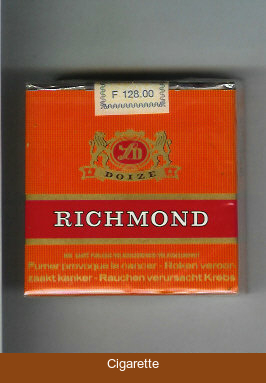 F 128.00
DOIZE
RICHMOND
Fumer provoque le cancer - Roken veroor-
zaakt kanker - Rauchen verursacht Krebs
Cigarette